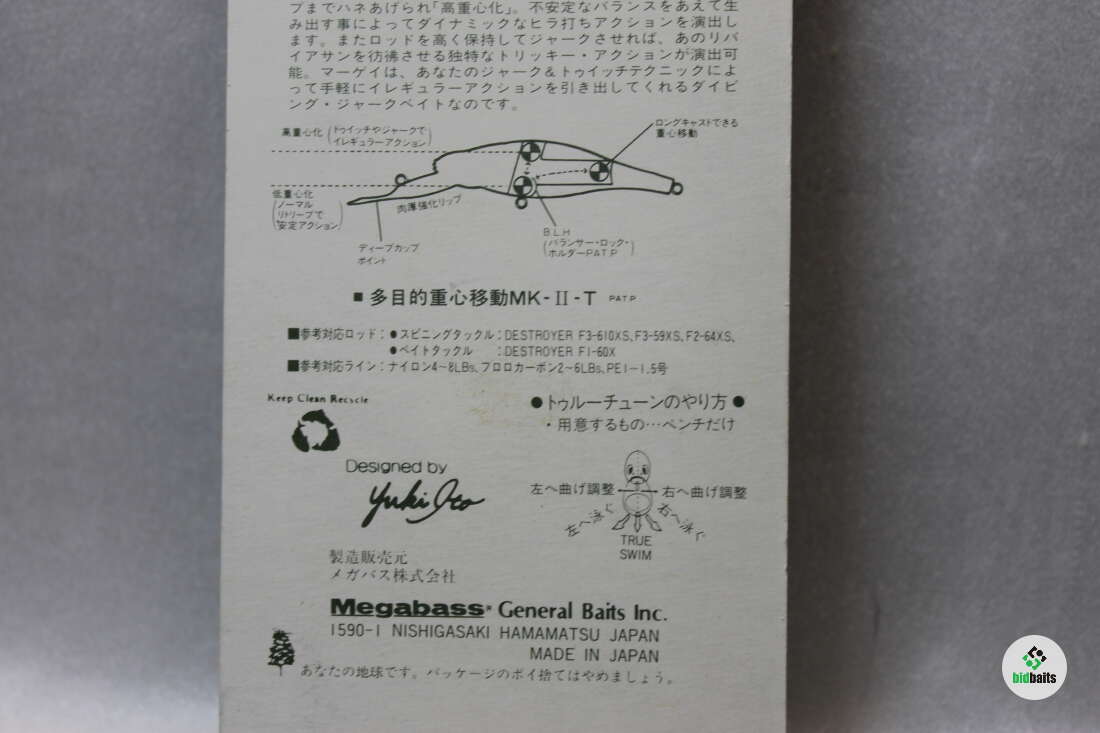 プまでハネあげられ「高重心化」。不安定なバランスをあえて生
み出す事によってダイナミックなヒラ打ちアクションを演出し
ます。またロッドを高く保持してジャークさせれば、あのリバ
イアサンを彷彿させる独特なトリッキー・アクションが演出可
能。マーゲイは、あなたのジャーク&トゥイッチテクニックによ
って手軽にイレギュラーアクションを引き出してくれるダイビ
ング・ジャークベイトなのです。
高重心化(トゥイッチやジャークで
イレギュラーアクション)
ロングキャストできる
重心移動
低重心化
(ノーマル
リトリーブで
安定アクション)
肉厚強化リップ
ディープカップ
ポイント
B.L.H
(バランサー・ロック・
ホルダーP.A.T.P)
■ 多目的重心移動MK-II-T PAT.P
■参考対応ロッド:●スピニングタックル:DESTROYER F3-610XS、F3-59XS、F2-64XS、
●ベイトタックル :DESTROYER F1-60X
■参考対応ライン:ナイロン4〜8LBs、フロロカーボン2〜6LBs、PE1-1.5号
Keep Clean Recycle
●トゥルーチューンのやり方●
・用意するもの…ペンチだけ
Designed by
Yuki Ito
左へ曲げ調整
右へ曲げ調整
左へ泳ぐ
右へ泳ぐ
TRUE
SWIM
製造販売元
メガバス株式会社
Megabass® General Baits Inc.
1590-1 NISHIGASAKI HAMAMATSU JAPAN
MADE IN JAPAN
あなたの地球です。パッケージのポイ捨てはやめましょう。
bidbaits